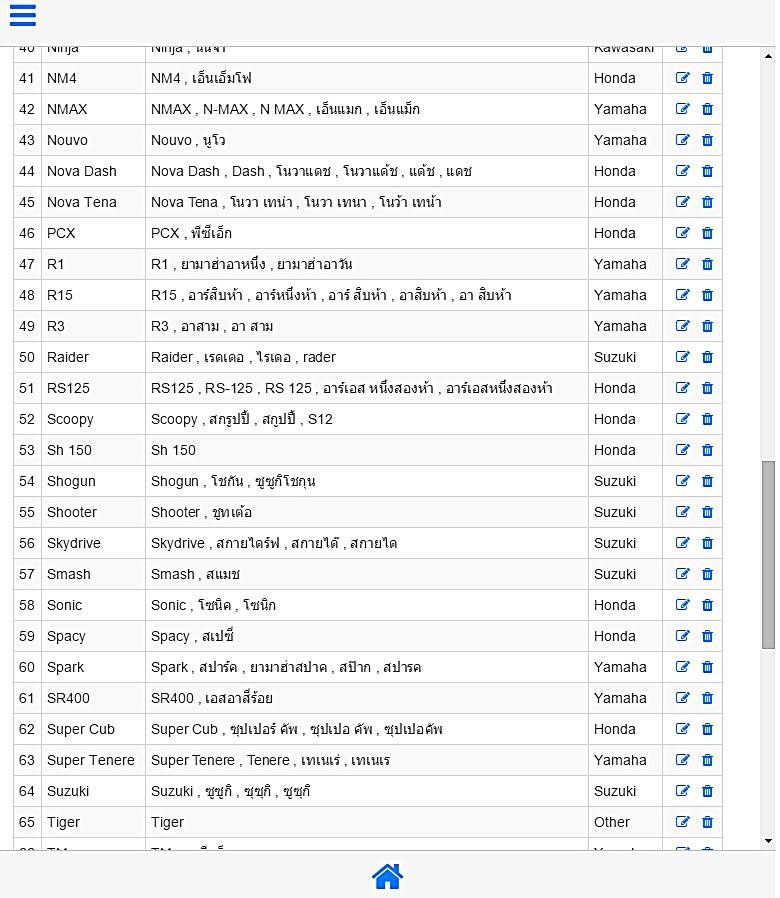 40 Ninja Ninja , นินจา Kawasaki
41 NM4 NM4 , เอ็นเอ็มโฟ Honda
42 NMAX NMAX , N-MAX , N MAX , เอ็นแมก , เอ็นแม็ก Yamaha
43 Nouvo Nouvo , นูโว Yamaha
44 Nova Dash Nova Dash , Dash , โนวาแดช , โนวาแด้ช , แด้ช , แดช Honda
45 Nova Tena Nova Tena , โนวา เทน่า , โนวา เทนา , โนว้า เทน้า Honda
46 PCX PCX , พีซีเอ็ก Honda
47 R1 R1 , ยามาฮ่าอาหนึ่ง , ยามาฮ่าอาวัน Yamaha
48 R15 R15 , อาร์สิบห้า , อาร์หนึ่งห้า , อาร์ สิบห้า , อาสิบห้า , อา สิบห้า Yamaha
49 R3 R3 , อาสาม , อา สาม Yamaha
50 Raider Raider , เรดเดอ , ไรเดอ , rader Suzuki
51 RS125 RS125 , RS-125 , RS 125 , อาร์เอส หนึ่งสองห้า , อาร์เอสหนึ่งสองห้า Honda
52 Scoopy Scoopy , สกรูปปี้ , สกูปปี้ , S12 Honda
53 Sh 150 Sh 150 Honda
54 Shogun Shogun , โชกัน , ซูซูกิโชกุน Suzuki
55 Shooter Shooter , ชูทเต้อ Suzuki
56 Skydrive Skydrive , สกายไดร์ฟ , สกายได้ , สกายได Suzuki
57 Smash Smash , สแมช Suzuki
58 Sonic Sonic , โซนิค , โซนิก Honda
59 Spacy Spacy , สเปซี่ Honda
60 Spark Spark , สปาร์ค , ยามาฮ่าสปาค , สป๊าก , สปารค Yamaha
61 SR400 SR400 , เอสอาสี่ร้อย Yamaha
62 Super Cub Super Cub , ซุปเปอร์ คัพ , ซุปเปอ คัพ , ซุปเปอคัพ Honda
63 Super Tenere Super Tenere , Tenere , เทเนเร่ , เทเนเร Yamaha
64 Suzuki Suzuki , ซูซูกิ , ซุซุกิ , ซูซุกิ Suzuki
65 Tiger Tiger Other